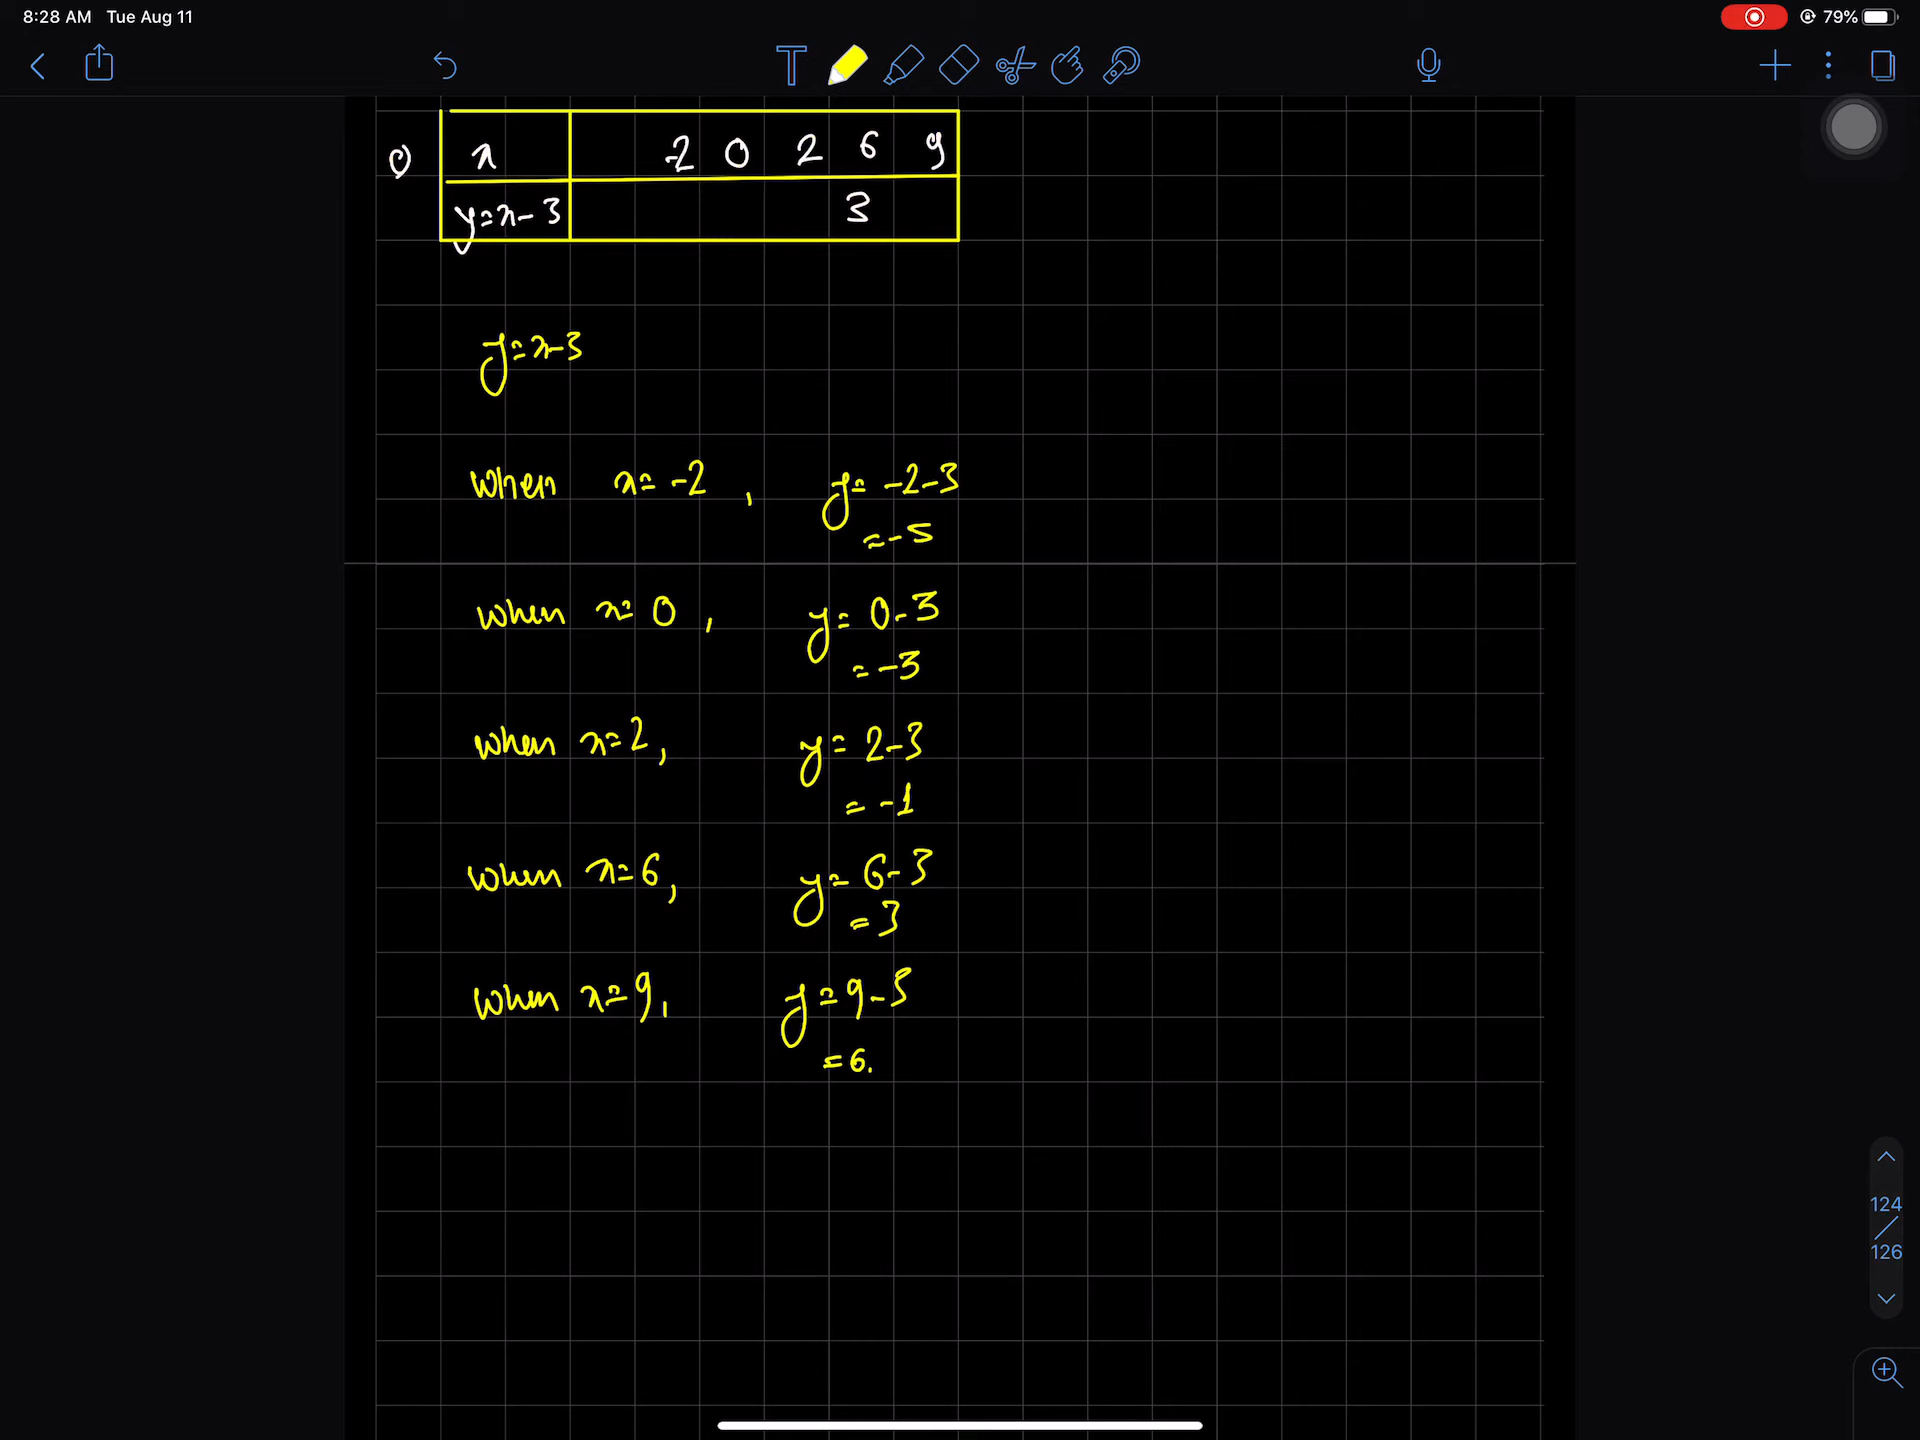 8:28 AM Tue Aug 11
79%
x -2 0 2 6 9
y=x-3 3
y=x-3
when x= -2 , y= -2-3
=-5
when x= 0 , y= 0-3
= -3
when x=2, y= 2-3
= -1
when x=6, y= 6-3
= 3
when x=9, y=9-3
=6.
124
126